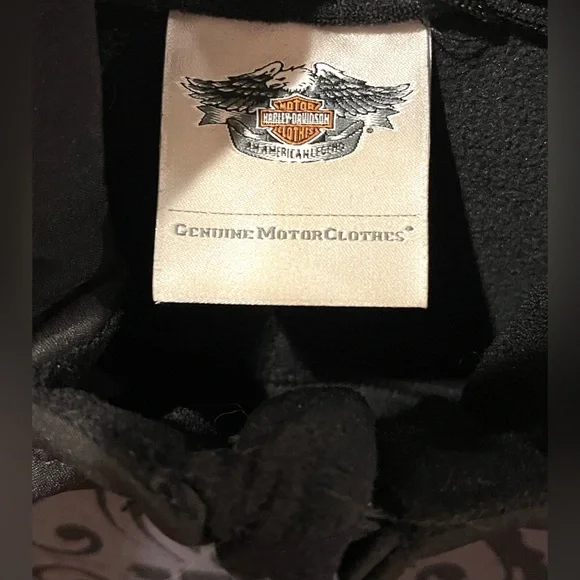 MOTOR
HARLEY-DAVIDSON
CLOTHES
®
AN AMERICAN LEGEND
GENUINE MOTORCLOTHES®